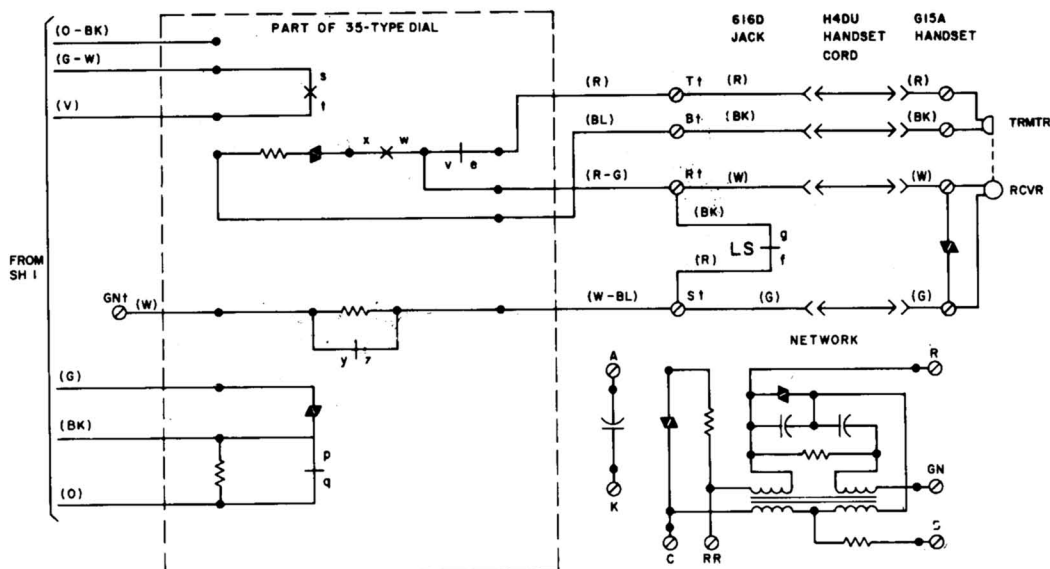 (O-BK)
PART OF 35-TYPE DIAL
616D
JACK
H4DU
HANDSET
CORD
G15A
HANDSET
(G-W)
s
t
(V)
(R)
T†
(R)
(R)
(BL)
B†
(BK)
(BK)
TRMTR
x
w
v
e
(R-G)
R†
(W)
(W)
RCVR
(BK)
g
LS
f
(R)
FROM
SH 1
GN†
(W)
(W-BL)
S†
(G)
(G)
y
z
NETWORK
A
R
(G)
(BK)
p
q
K
GN
(O)
S
C
RR